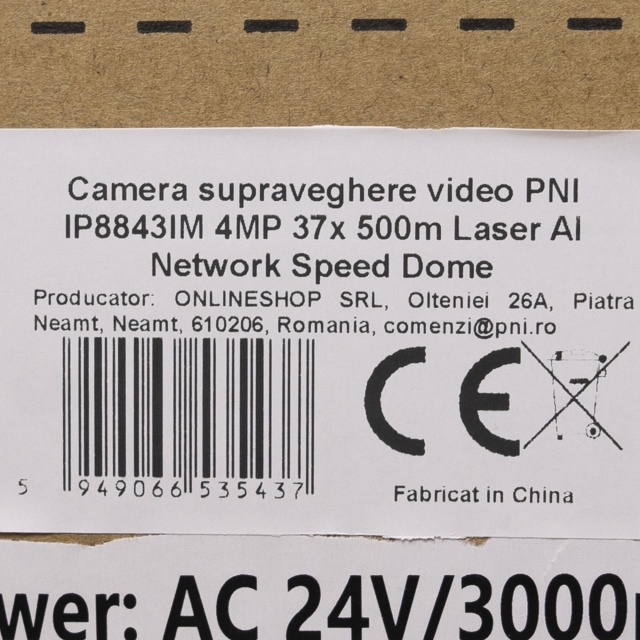 Camera supraveghere video PNI
IP8843IM 4MP 37x 500m Laser AI
Network Speed Dome
Producator: ONLINESHOP SRL, Olteniei 26A, Piatra
Neamt, Neamt, 610206, Romania, comenzi@pni.ro
CE
5 949066 535437
Fabricat in China
wer: AC 24V/3000